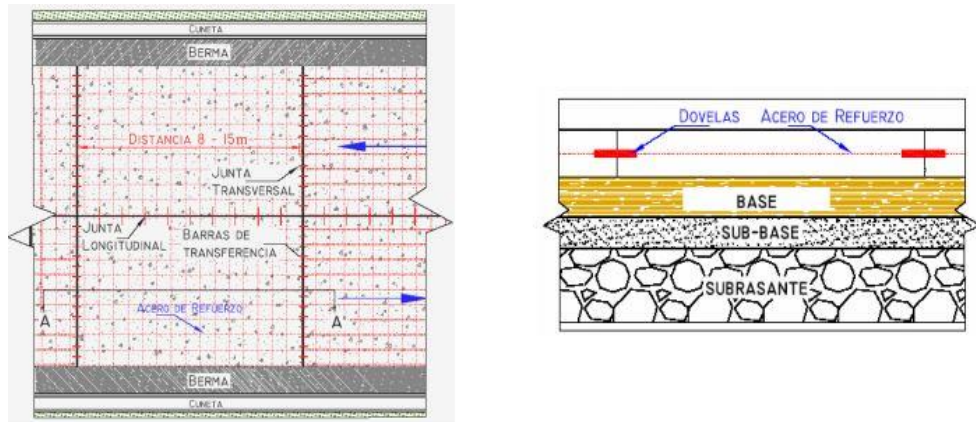 CUNETA
BERMA
DISTANCIA 8 15m
JUNTA
TRANSVERSAL
JUNTA
LONGITUDINAL
BARRAS DE
TRANSFERENCIA
A
ACERO DE REFUERZO
A
BERMA
CUNETA
DOVELAS
ACERO DE REFUERZO
BASE
SUB-BASE
SUBRASANTE